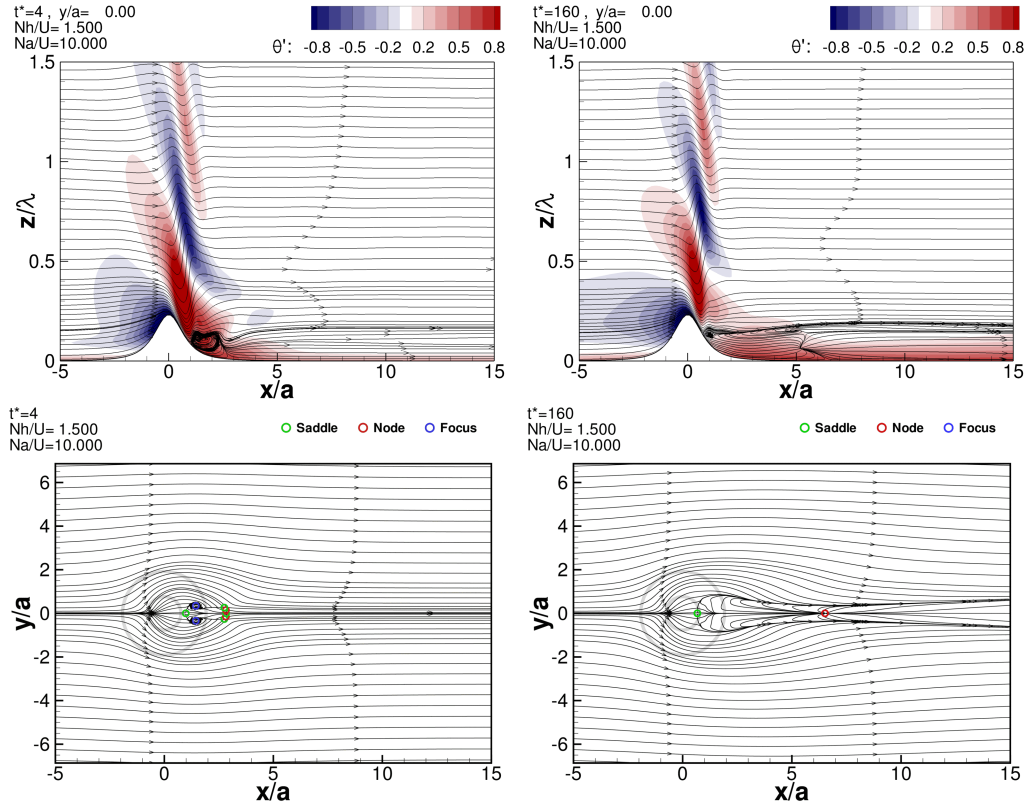 t*=4 , y/a= 0.00
Nh/U= 1.500
Na/U=10.000
θ': -0.8 -0.5 -0.2 0.2 0.5 0.8
1.5
1
0.5
0
z/λ
-5 0 5 10 15
x/a
t*=160 , y/a= 0.00
Nh/U= 1.500
Na/U=10.000
θ': -0.8 -0.5 -0.2 0.2 0.5 0.8
1.5
1
0.5
0
z/λ
-5 0 5 10 15
x/a
t*=4
Nh/U= 1.500
Na/U=10.000
Saddle Node Focus
6
4
2
0
-2
-4
-6
y/a
-5 0 5 10 15
x/a
t*=160
Nh/U= 1.500
Na/U=10.000
Saddle Node Focus
6
4
2
0
-2
-4
-6
y/a
-5 0 5 10 15
x/a